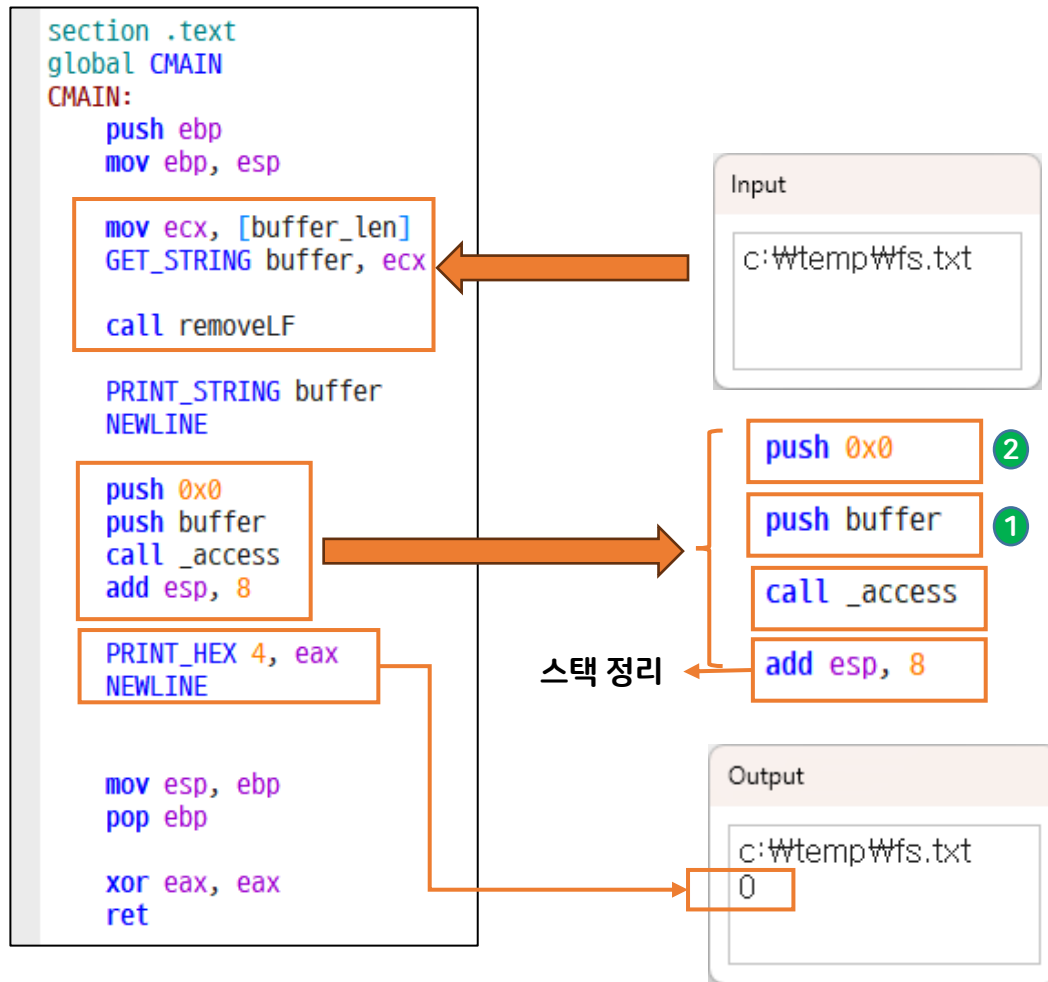 section .text
global CMAIN
CMAIN:
push ebp
mov ebp, esp
mov ecx, [buffer_len]
GET_STRING buffer, ecx
call removeLF
PRINT_STRING buffer
NEWLINE
push 0x0
push buffer
call _access
add esp, 8
PRINT_HEX 4, eax
NEWLINE
mov esp, ebp
pop ebp
xor eax, eax
ret
Input
c:₩temp₩fs.txt
push 0x0 2
push buffer 1
call _access
스택 정리 add esp, 8
Output
c:₩temp₩fs.txt
0